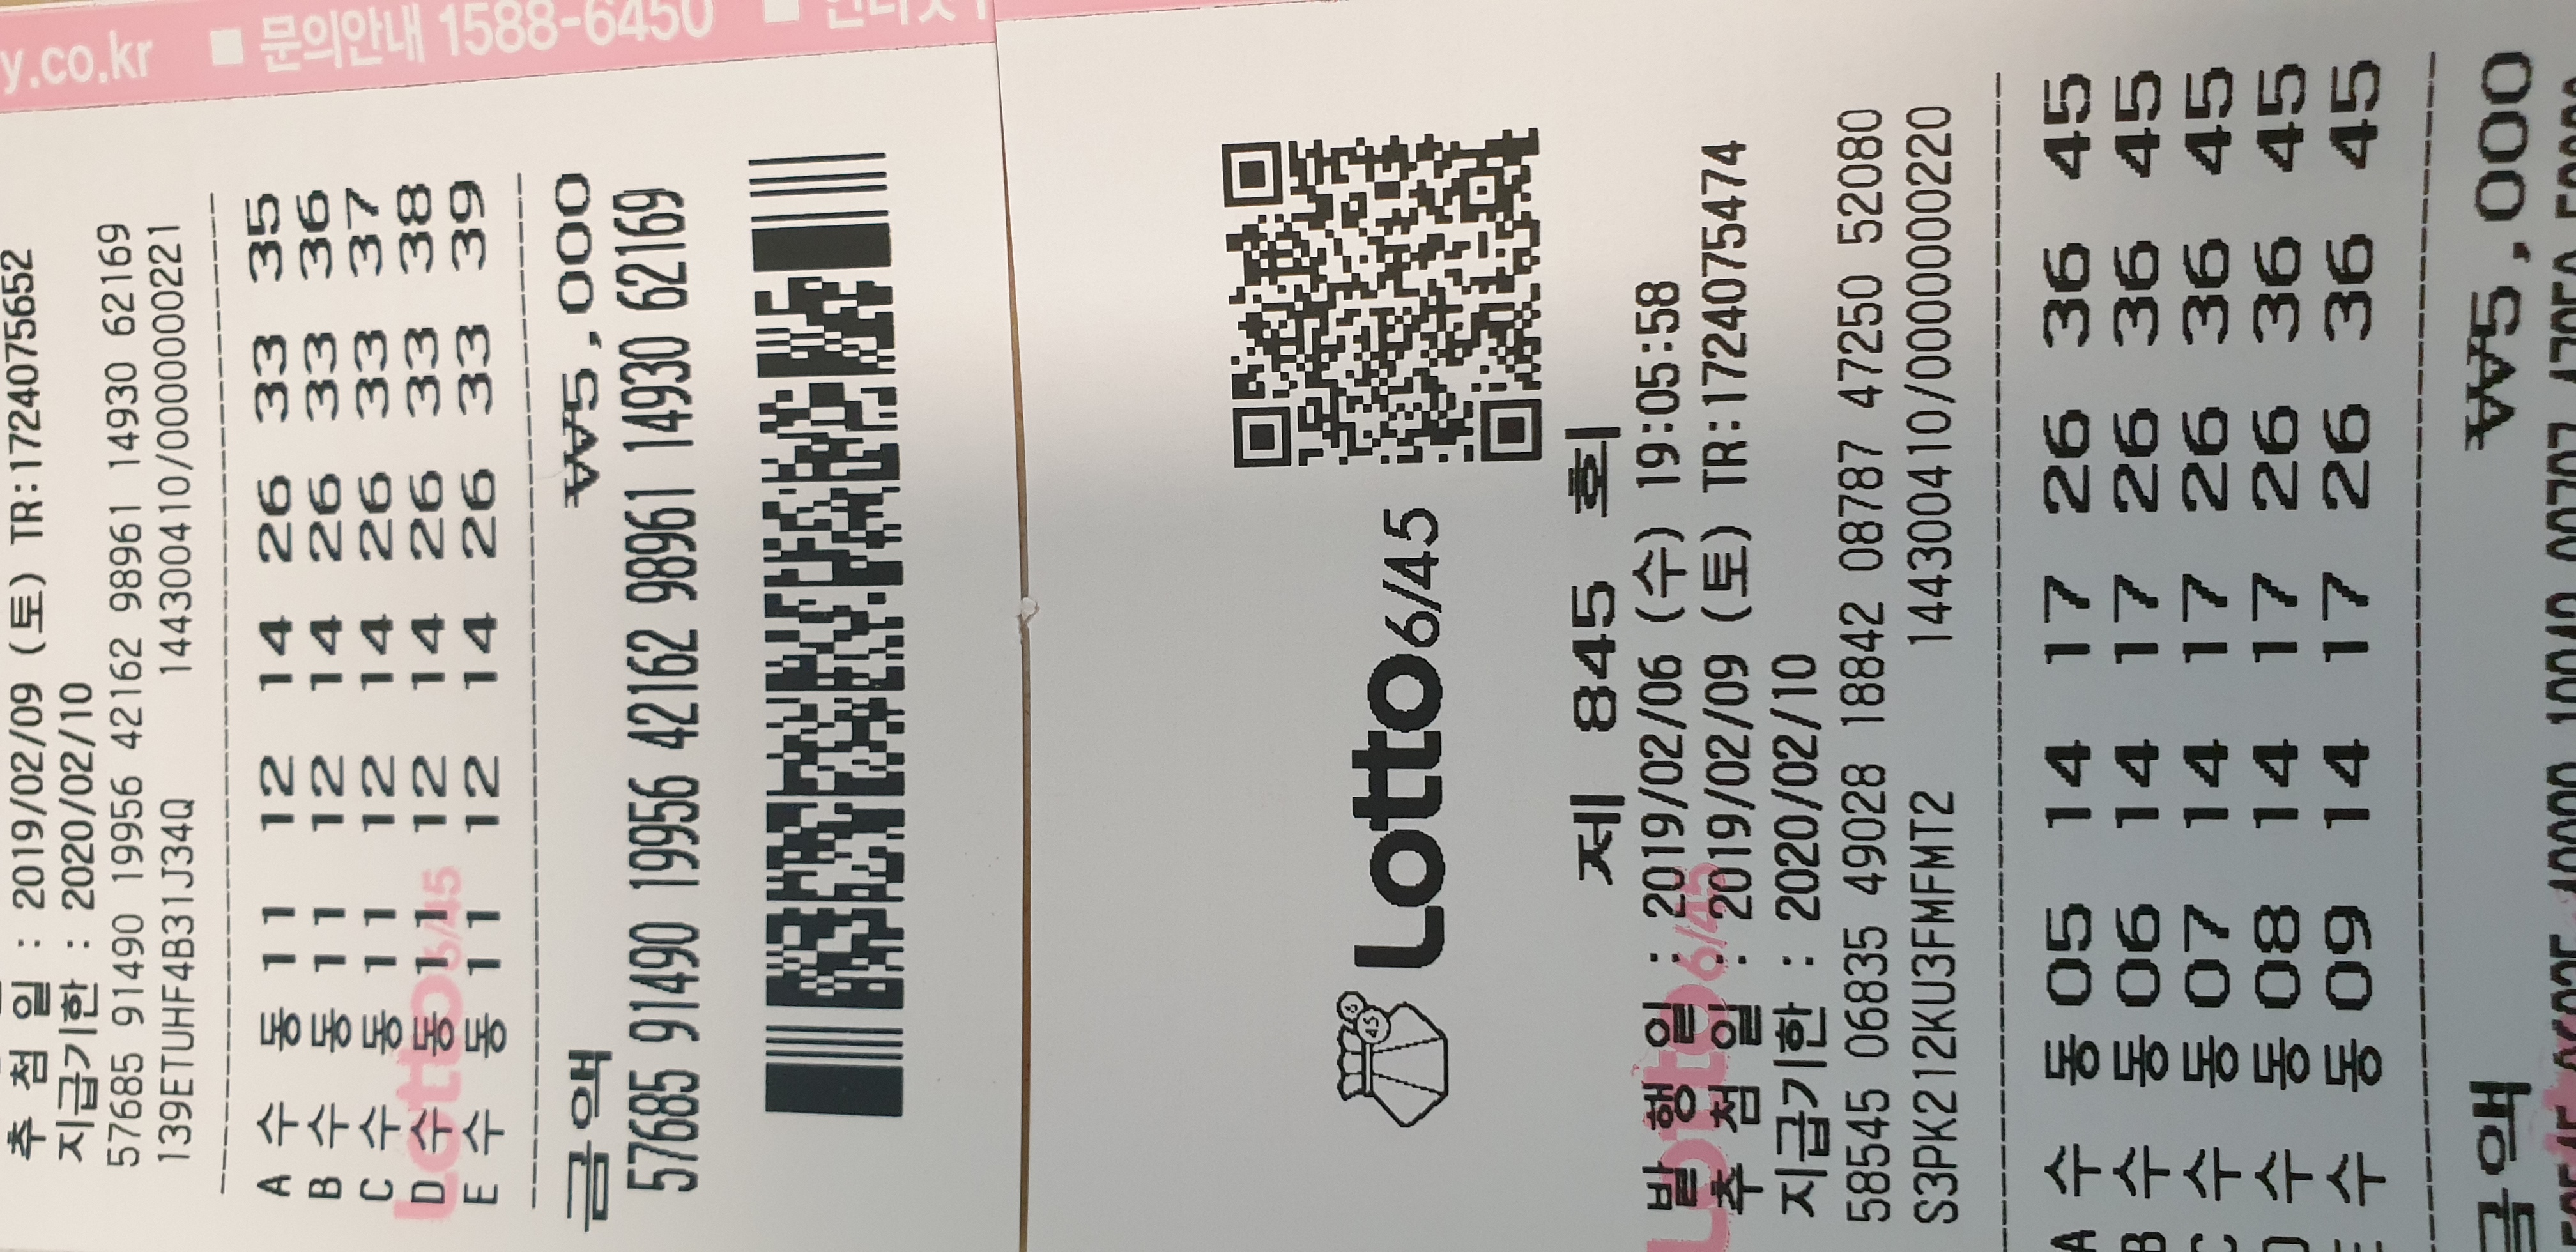 y.co.kr ■ 문의안내 1588-6450 ■
추 첨 일 : 2019/02/09 (토) TR:1724075652
지급기한 : 2020/02/10
57685 91490 19956 42162 98961 14930 62169
139ETUHF4B31J34Q 144300410/0000000221
A 수 동 11 12 14 26 33 35
B 수 동 11 12 14 26 33 36
C 수 동 11 12 14 26 33 37
D 수 동 11 12 14 26 33 38
E 수 동 11 12 14 26 33 39
Lotto6/45
금액 ₩5,000
57685 91490 19956 42162 98961 14930 62169
Lotto6/45
제 845 회
발 행 일 : 2019/02/06 (수) 19:05:58
추 첨 일 : 2019/02/09 (토) TR:1724075474
Lotto6/45
지급기한 : 2020/02/10
58545 06835 49028 18842 08787 47250 52080
S3PK212KU3FMFMT2 144300410/0000000220
A 수 동 05 14 17 26 36 45
B 수 동 06 14 17 26 36 45
C 수 동 07 14 17 26 36 45
D 수 동 08 14 17 26 36 45
E 수 동 09 14 17 26 36 45
금액 ₩5,000